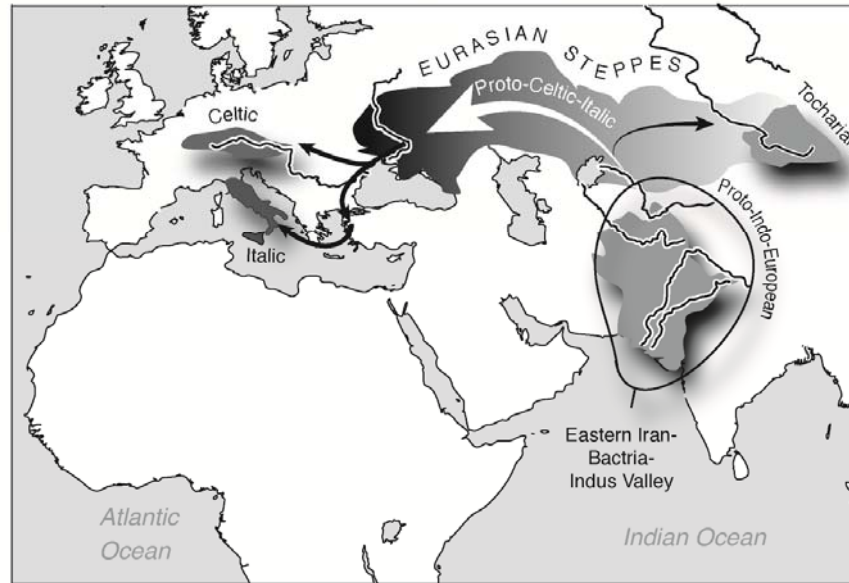 EURASIAN STEPPES
Proto-Celtic-Italic
Tocharian
Celtic
Proto-Indo-European
Italic
Eastern Iran-
Bactria-
Indus Valley
Atlantic
Ocean
Indian Ocean